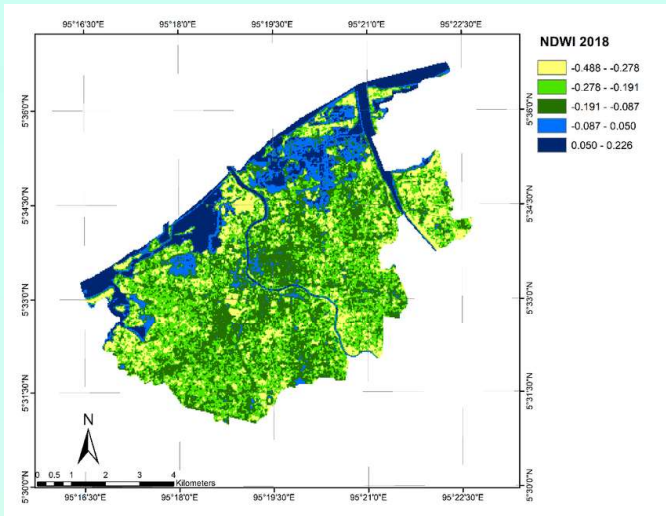 95°16'30"E 95°18'0"E 95°19'30"E 95°21'0"E 95°22'30"E
NDWI 2018
-0.488 - -0.278
-0.278 - -0.191
-0.191 - -0.087
-0.087 - 0.050
0.050 - 0.226
5°36'0"N 5°36'0"N
5°34'30"N 5°34'30"N
5°33'0"N 5°33'0"N
5°31'30"N 5°31'30"N
5°30'0"N 5°30'0"N
N
0 0.5 1 2 3 4
Kilometers
95°16'30"E 95°18'0"E 95°19'30"E 95°21'0"E 95°22'30"E